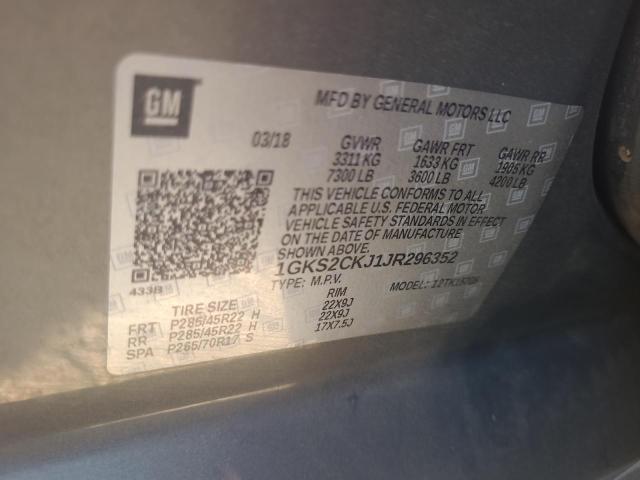 GM
MFD BY GENERAL MOTORS LLC
03/18 GVWR GAWR FRT GAWR RR
3311 KG 1633 KG 1905 KG
7300 LB 3600 LB 4200 LB
THIS VEHICLE CONFORMS TO ALL
APPLICABLE U.S. FEDERAL MOTOR
VEHICLE SAFETY STANDARDS IN EFFECT
ON THE DATE OF MANUFACTURE SHOWN ABOVE.
1GKS2CKJ1JR296352
433B TYPE: M.P.V. MODEL:
TIRE SIZE RIM
FRT P285/45R22 H 22X9J
RR P285/45R22 H 22X9J
SPA P265/70R17 S 17X7.5J